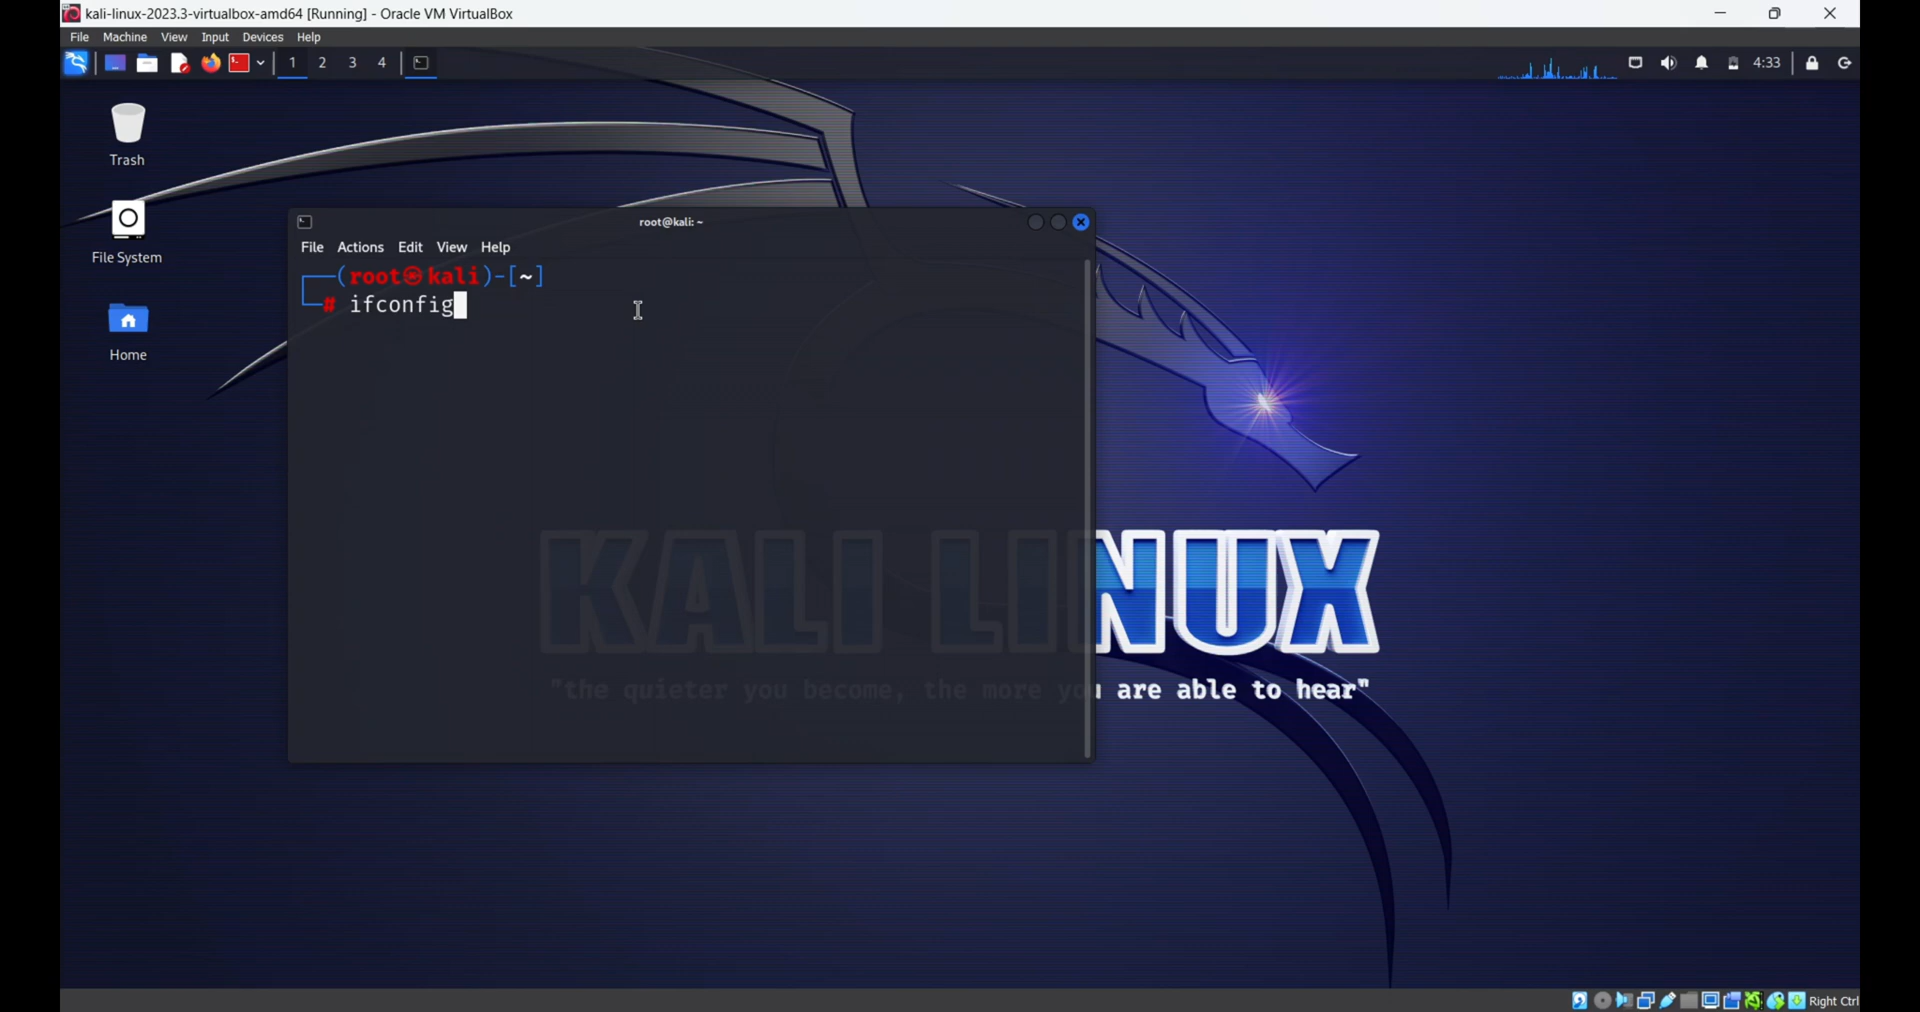 kali-linux-2023.3-virtualbox-amd64 [Running] - Oracle VM VirtualBox
File Machine View Input Devices Help
1 2 3 4 4:33
Trash
File System
Home
root@kali: ~
File Actions Edit View Help
(root㉿kali)-[~]
# ifconfig
KALI LINUX
"the quieter you become, the more you are able to hear"
Right Ctrl